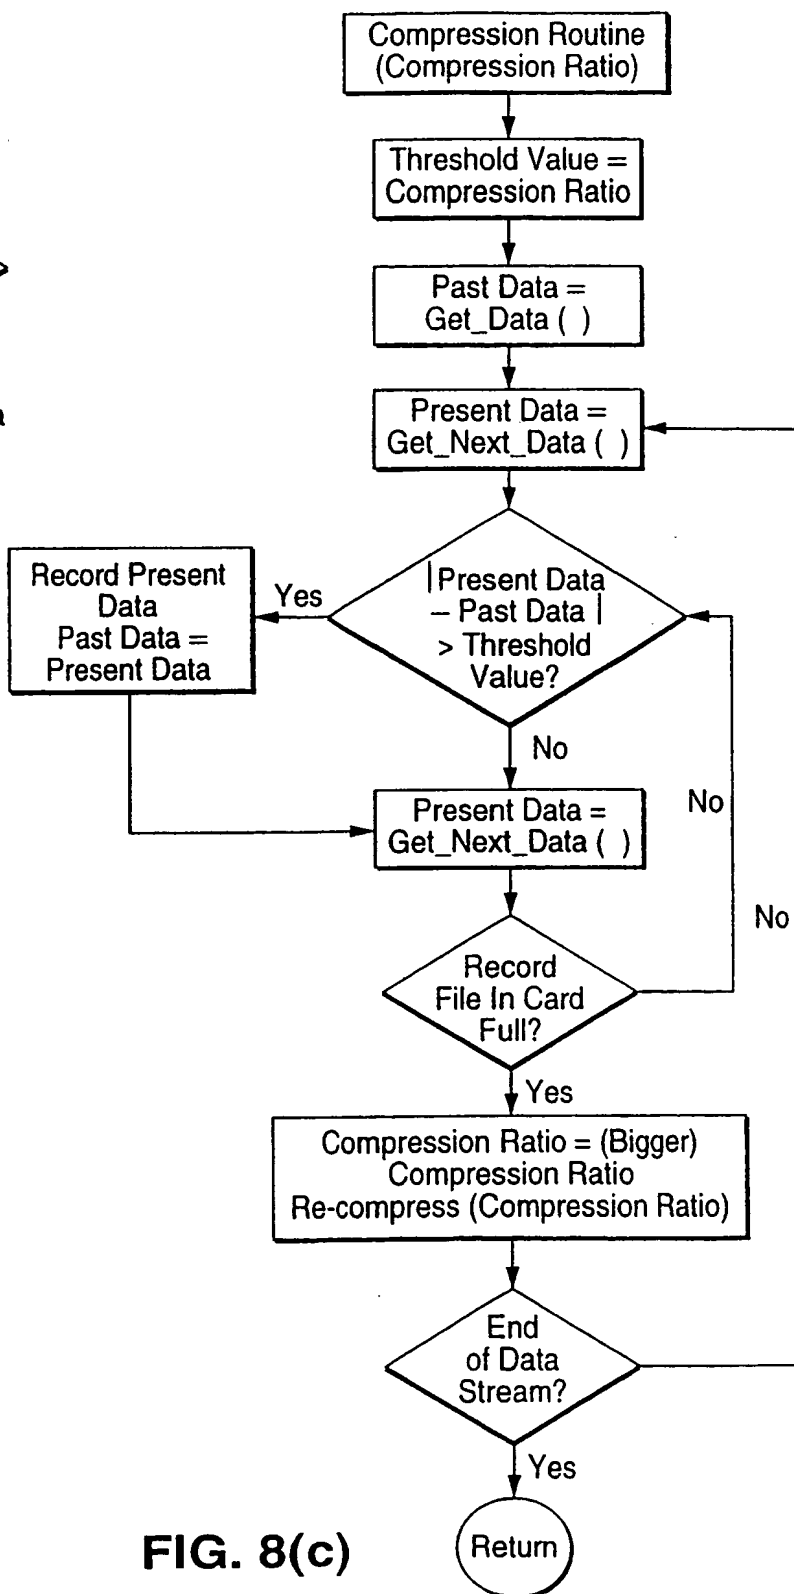 Compression Routine
(Compression Ratio)
Threshold Value =
Compression Ratio
Past Data =
Get_Data ( )
Present Data =
Get_Next_Data ( )
|Present Data
– Past Data |
> Threshold
Value?
Yes
Record Present
Data
Past Data =
Present Data
No
Present Data =
Get_Next_Data ( )
No
Record
File In Card
Full?
No
Yes
Compression Ratio = (Bigger)
Compression Ratio
Re-compress (Compression Ratio)
End
of Data
Stream?
Yes
Return
FIG. 8(c)